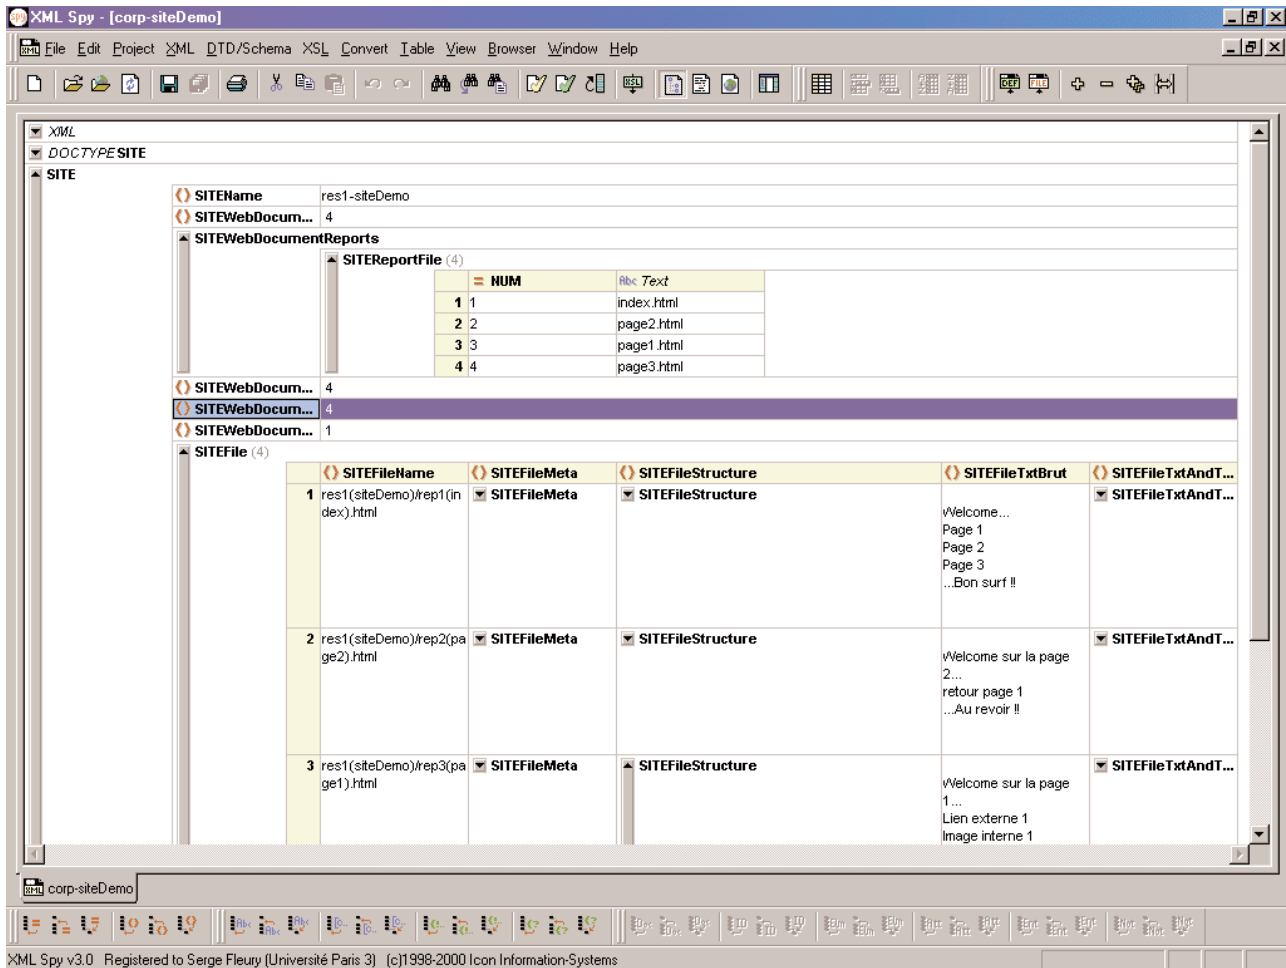 XML Spy - [corp-siteDemo]
File Edit Project XML DTD/Schema XSL Convert Table View Browser Window Help
XML
DOCTYPE SITE
SITE
SITEName res1-siteDemo
SITEWebDocum... 4
SITEWebDocumentReports
SITEReportFile (4)
= NUM Abc Text
1 1 index.html
2 2 page2.html
3 3 page1.html
4 4 page3.html
SITEWebDocum... 4
SITEWebDocum... 4
SITEWebDocum... 1
SITEFile (4)
SITEFileName SITEFileMeta SITEFileStructure SITEFileTxtBrut SITEFileTxtAndT...
1 res1(siteDemo)/rep1(in SITEFileMeta SITEFileStructure SITEFileTxtAndT...
dex).html Welcome...
Page 1
Page 2
Page 3
...Bon surf !!
2 res1(siteDemo)/rep2(pa SITEFileMeta SITEFileStructure SITEFileTxtAndT...
ge2).html Welcome sur la page
2...
retour page 1
...Au revoir !!
3 res1(siteDemo)/rep3(pa SITEFileMeta SITEFileStructure SITEFileTxtAndT...
ge1).html Welcome sur la page
1...
Lien externe 1
Image interne 1
corp-siteDemo
XML Spy v3.0 Registered to Serge Fleury (Université Paris 3) (c)1998-2000 Icon Information-Systems